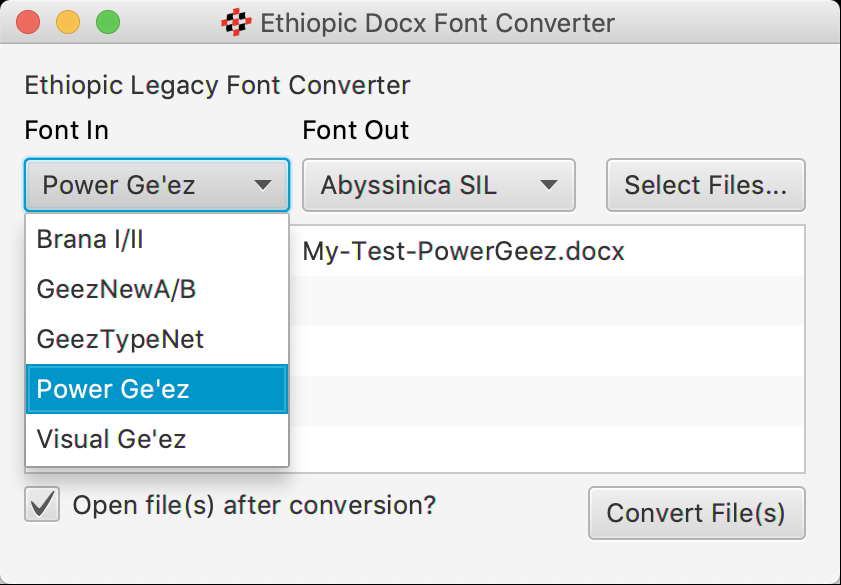 Ethiopic Docx Font Converter
Ethiopic Legacy Font Converter
Font In Font Out
Power Ge'ez Abyssinica SIL Select Files...
Brana I/II My-Test-PowerGeez.docx
GeezNewA/B
GeezTypeNet
Power Ge'ez
Visual Ge'ez
Open file(s) after conversion? Convert File(s)